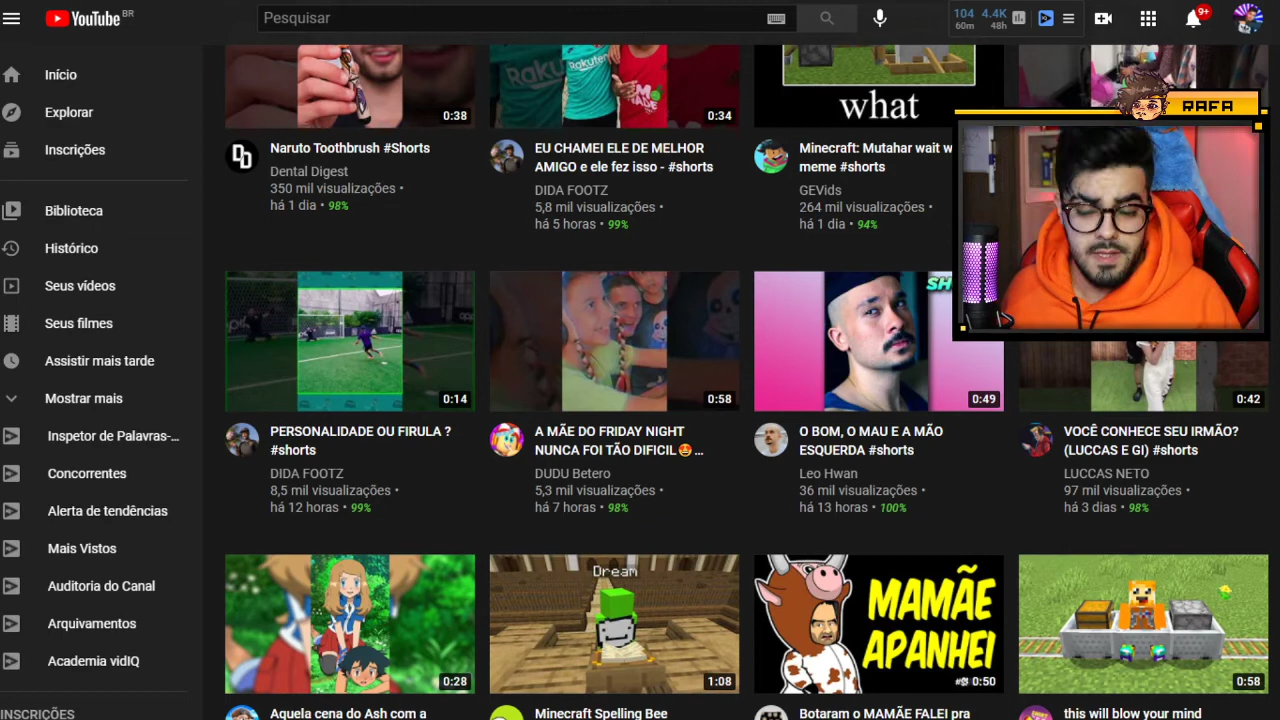 YouTube BR
Pesquisar
104 4.4K
60m 48h
9+
Início
Explorar
Inscrições
Biblioteca
Histórico
Seus vídeos
Seus filmes
Assistir mais tarde
Mostrar mais
Inspetor de Palavras-...
Concorrentes
Alerta de tendências
Mais Vistos
Auditoria do Canal
Arquivamentos
Academia vidIQ
INSCRIÇÕES
0:38
DD
Naruto Toothbrush #Shorts
Dental Digest
350 mil visualizações •
há 1 dia • 98%
Rakuten
Rakuten
0:34
EU CHAMEI ELE DE MELHOR
AMIGO e ele fez isso - #shorts
DIDA FOOTZ
5,8 mil visualizações •
há 5 horas • 99%
what
Minecraft: Mutahar wait w
meme #shorts
GEVids
264 mil visualizações •
há 1 dia • 94%
RAFA
0:14
PERSONALIDADE OU FIRULA ?
#shorts
DIDA FOOTZ
8,5 mil visualizações •
há 12 horas • 99%
0:58
A MÃE DO FRIDAY NIGHT
NUNCA FOI TÃO DIFICIL🤩 ...
DUDU Betero
5,3 mil visualizações •
há 7 horas • 98%
SH
0:49
O BOM, O MAU E A MÃO
ESQUERDA #shorts
Leo Hwan
36 mil visualizações •
há 13 horas • 100%
0:42
VOCÊ CONHECE SEU IRMÃO?
(LUCCAS E GI) #shorts
LUCCAS NETO
97 mil visualizações •
há 3 dias • 98%
0:28
Aquela cena do Ash com a
Dream
1:08
Minecraft Spelling Bee
MAMÃE
APANHEI
0:50
Botaram o MAMÃE FALEI pra
0:58
this will blow your mind